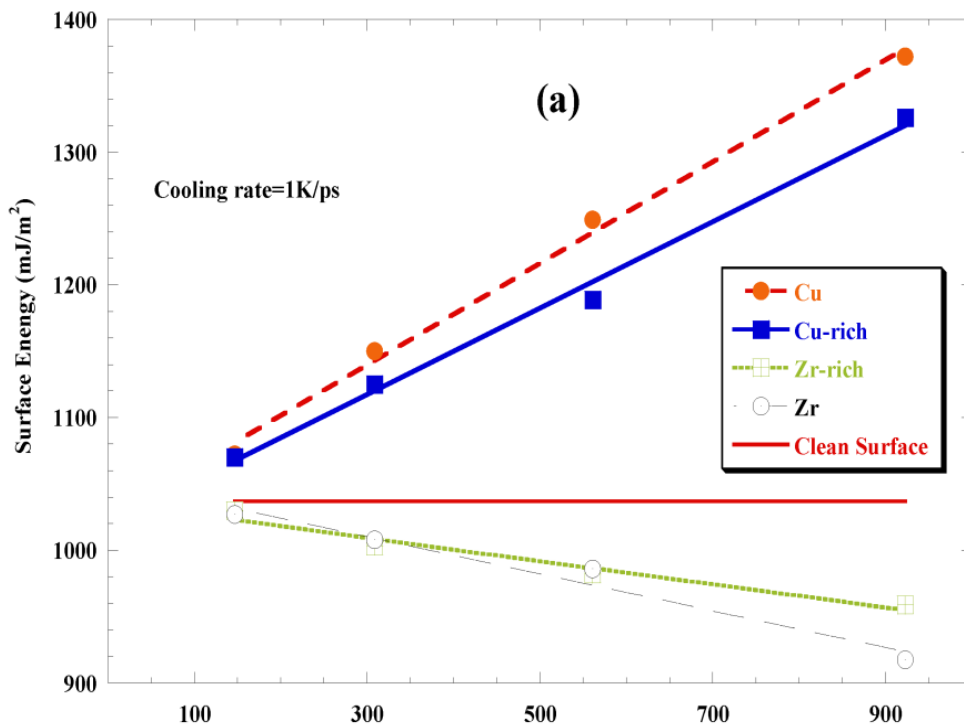 1400
(a)
1300
Cooling rate=1K/ps
1200
Surface Energy (mJ/m²)
Cu
Cu-rich
Zr-rich
Zr
Clean Surface
1100
1000
900
100 300 500 700 900